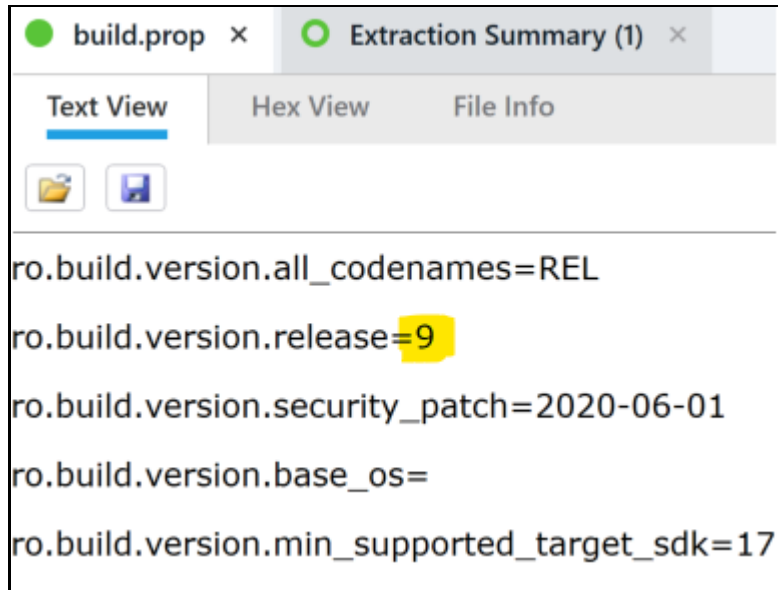 build.prop × Extraction Summary (1) ×
Text View Hex View File Info
ro.build.version.all_codenames=REL
ro.build.version.release=9
ro.build.version.security_patch=2020-06-01
ro.build.version.base_os=
ro.build.version.min_supported_target_sdk=17